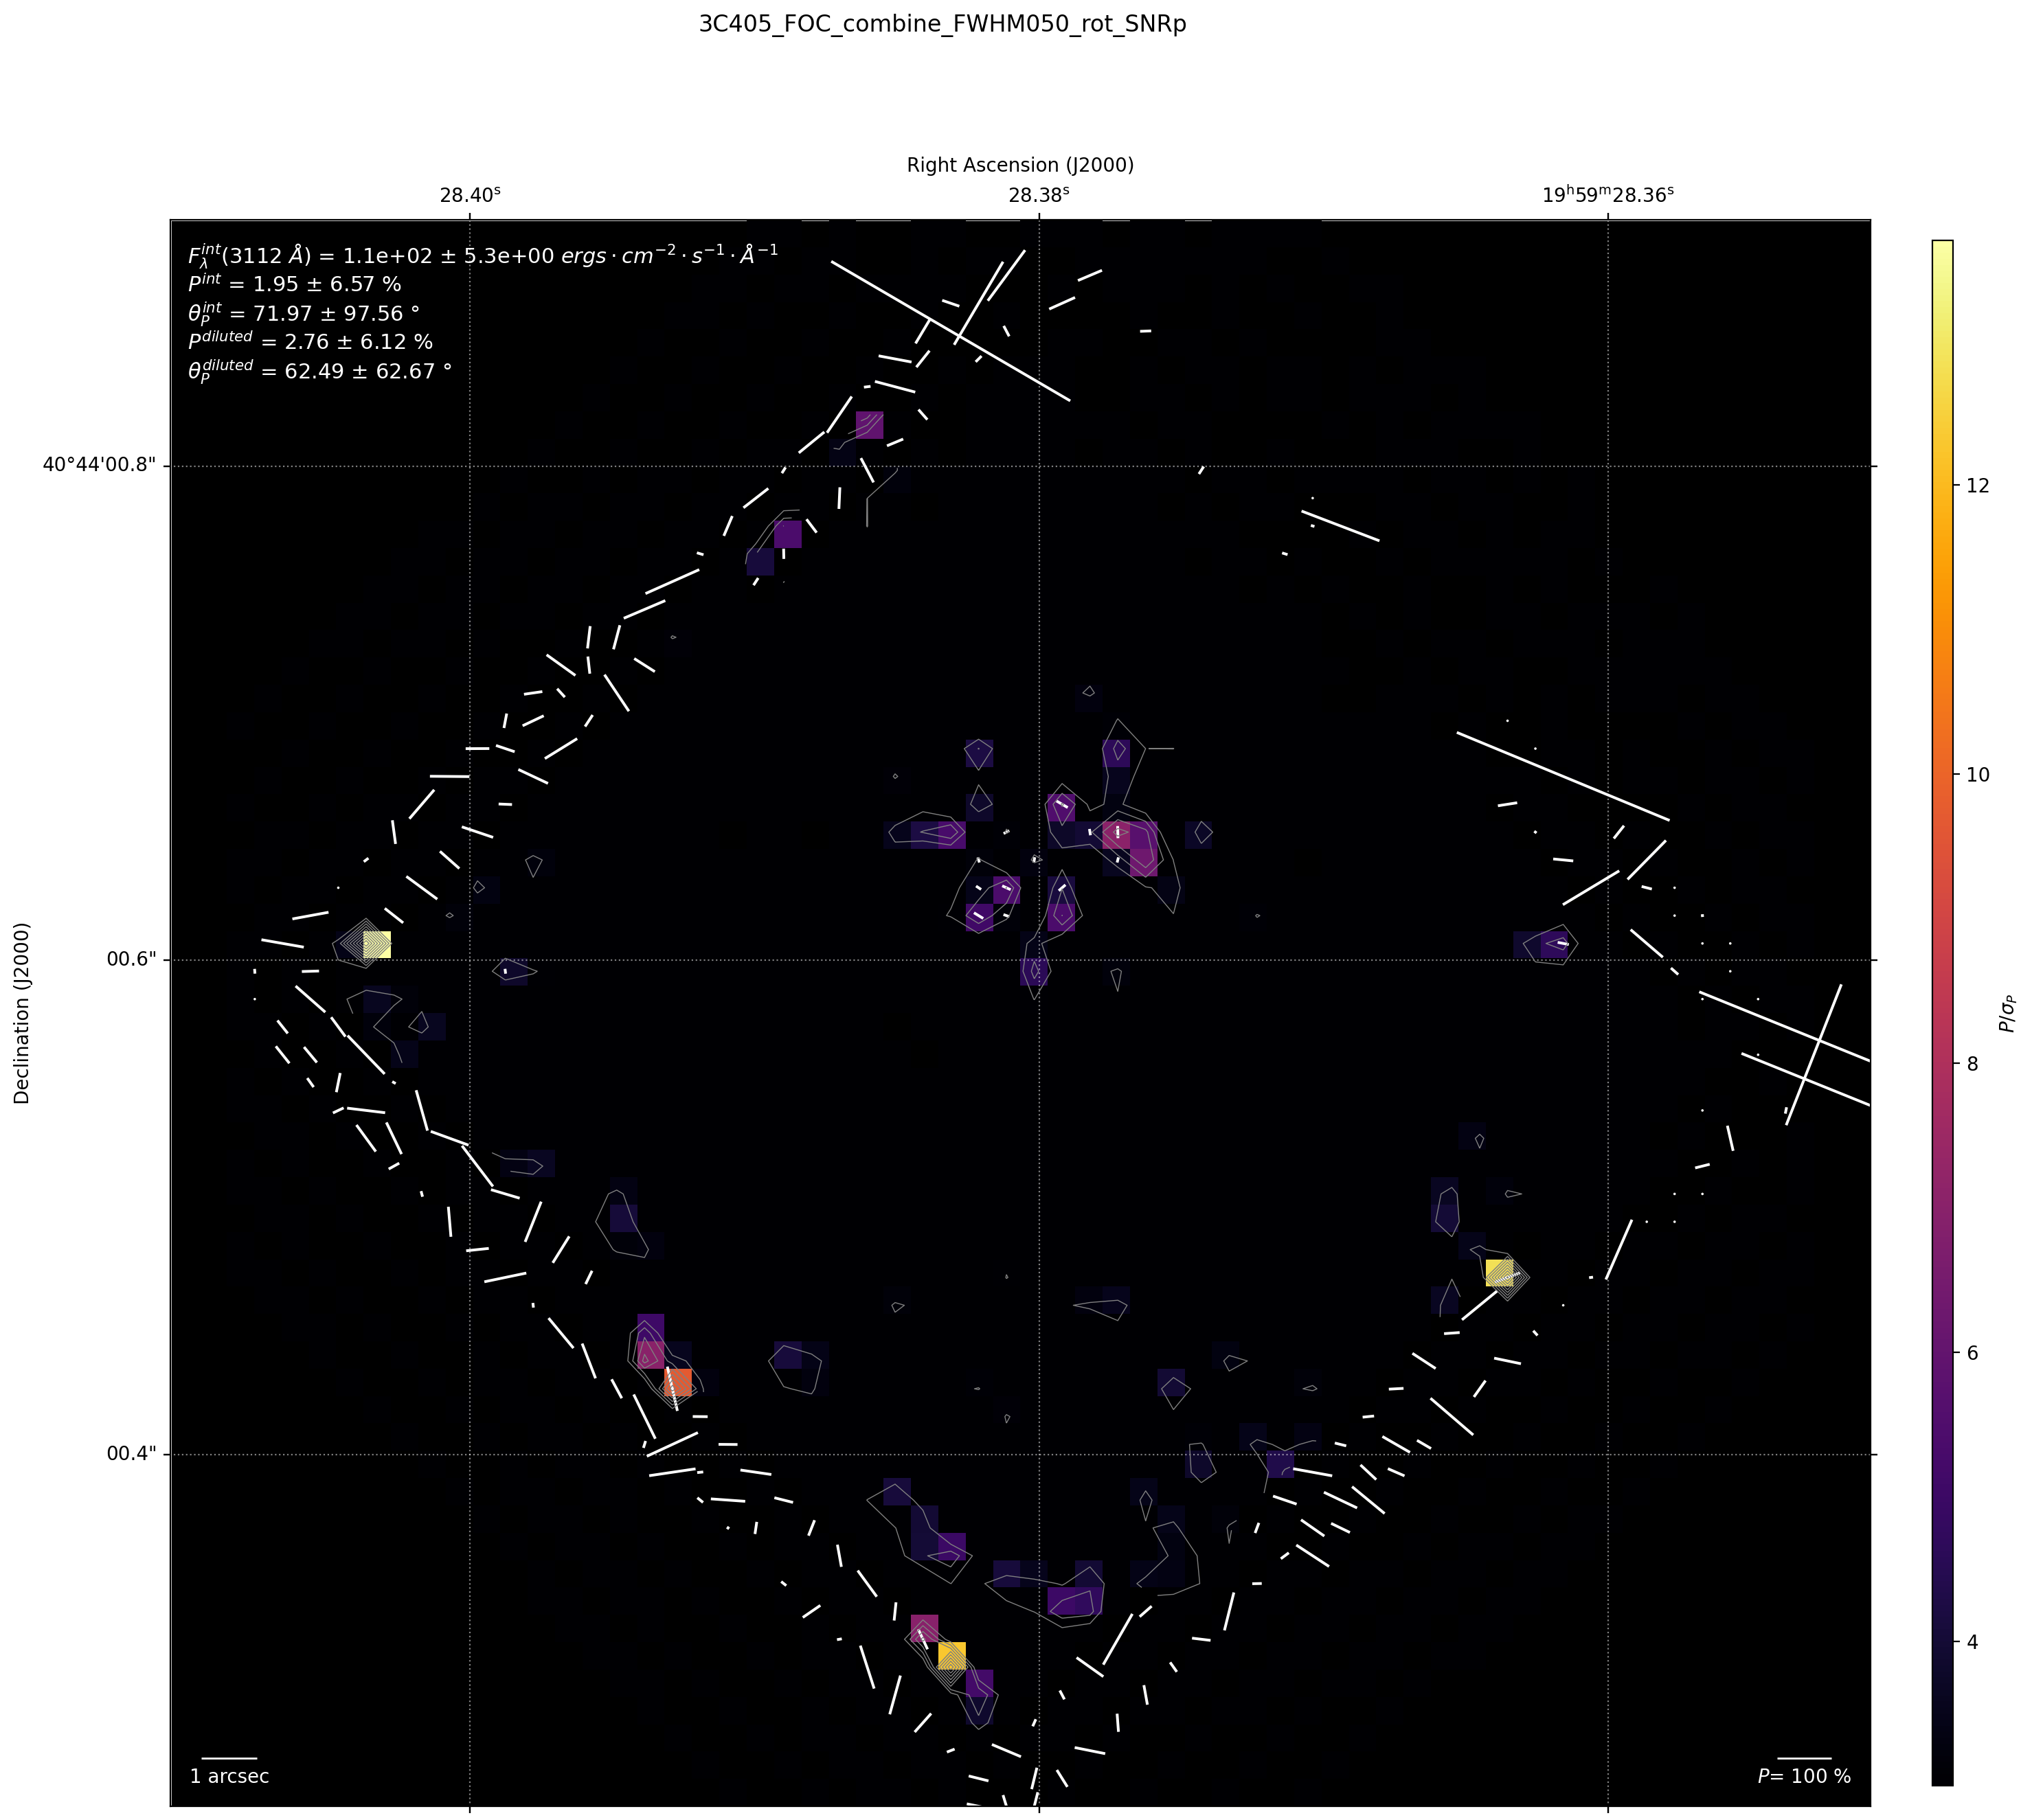 3C405_FOC_combine_FWHM050_rot_SNRp
Right Ascension (J2000)
28.40ˢ 28.38ˢ 19ʰ59ᵐ28.36ˢ
F_λ^int(3112 Å) = 1.1e+02 ± 5.3e+00 ergs · cm⁻² · s⁻¹ · Å⁻¹
P^int = 1.95 ± 6.57 %
θ_P^int = 71.97 ± 97.56 °
P^diluted = 2.76 ± 6.12 %
θ_P^diluted = 62.49 ± 62.67 °
40°44'00.8"
00.6"
00.4"
Declination (J2000)
12
10
8
6
4
P/σ_P
1 arcsec
P= 100 %